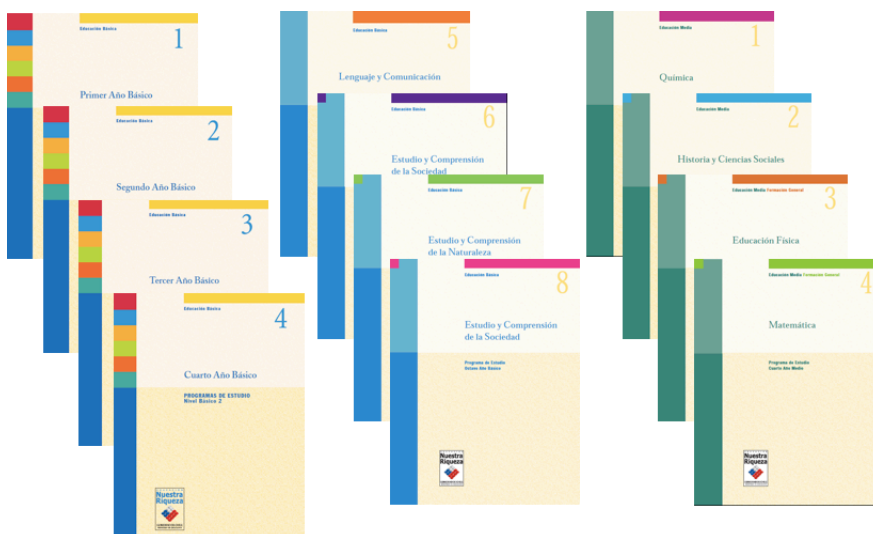 Educación Básica
1
Primer Año Básico
Educación Básica
2
Segundo Año Básico
Educación Básica
3
Tercer Año Básico
Educación Básica
4
Cuarto Año Básico
PROGRAMAS DE ESTUDIO
Nivel Básico 2
Nuestra
Riqueza
Educación Básica
5
Lenguaje y Comunicación
Educación Básica
6
Estudio y Comprensión
de la Sociedad
Educación Básica
7
Estudio y Comprensión
de la Naturaleza
Educación Básica
8
Estudio y Comprensión
de la Sociedad
Programa de Estudio
Octavo Año Básico
Nuestra
Riqueza
Educación Media
1
Química
Educación Media
2
Historia y Ciencias Sociales
Educación Media Formación General
3
Educación Física
Educación Media Formación General
4
Matemática
Programa de Estudio
Cuarto Año Medio
Nuestra
Riqueza